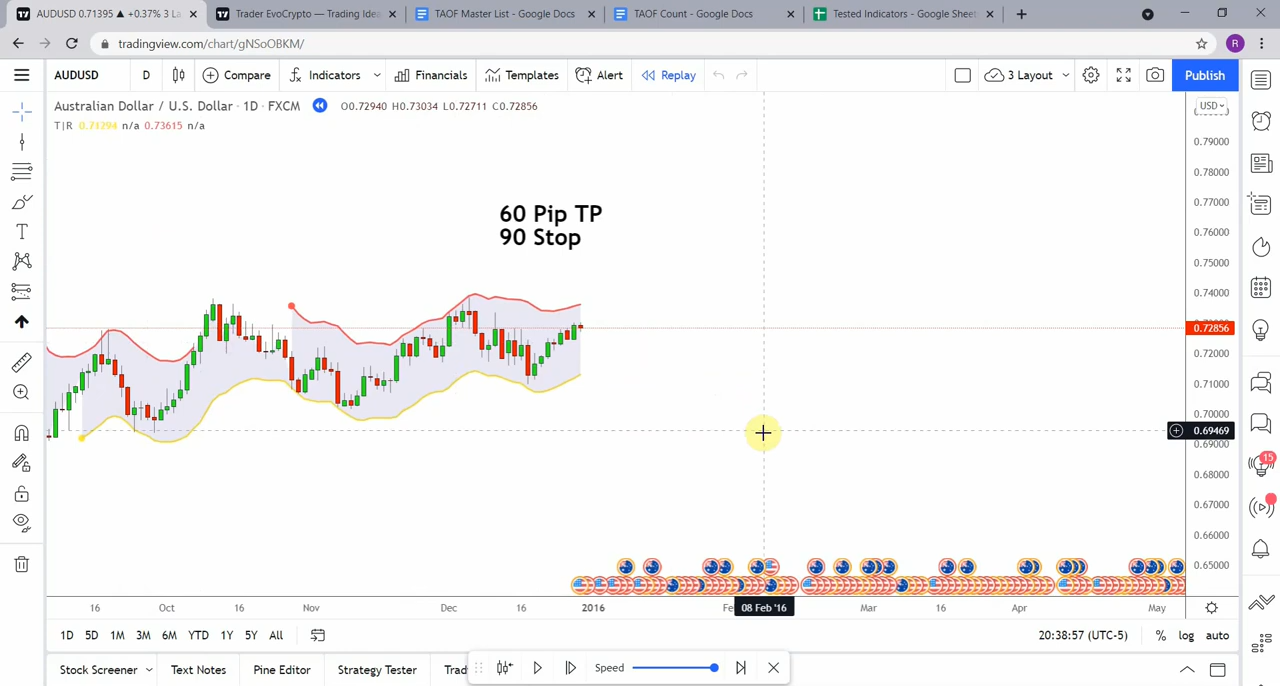 AUDUSD 0.71395 ▲ +0.37% 3 La
Trader EvoCrypto — Trading Idea
TAOF Master List - Google Docs
TAOF Count - Google Docs
Tested Indicators - Google Sheet
tradingview.com/chart/gNSoOBKM/
R
AUDUSD D Compare Indicators Financials Templates Alert Replay 3 Layout Publish
Australian Dollar / U.S. Dollar · 1D · FXCM O0.72940 H0.73034 L0.72711 C0.72856
T|R 0.71294 n/a 0.73615 n/a
USD
0.79000
0.78000
0.77000
60 Pip TP
90 Stop
0.76000
0.75000
0.74000
0.72856
0.72000
0.71000
0.70000
0.69469
0.69000
0.68000
0.67000
0.66000
0.65000
15
16 Oct 16 Nov Dec 16 2016 08 Feb '16 Mar 16 Apr May
1D 5D 1M 3M 6M YTD 1Y 5Y All 20:38:57 (UTC-5) % log auto
Stock Screener Text Notes Pine Editor Strategy Tester Trad Speed